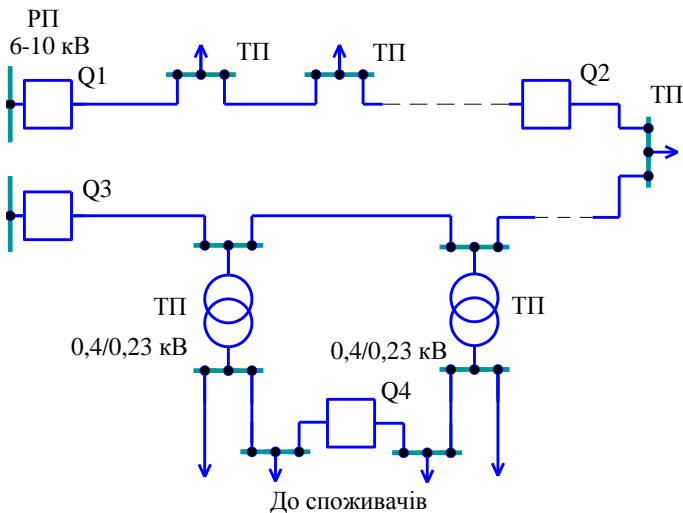 РП
6-10 кВ
Q1
ТП
ТП
Q2
ТП
Q3
ТП
ТП
0,4/0,23 кВ
0,4/0,23 кВ
Q4
До споживачів